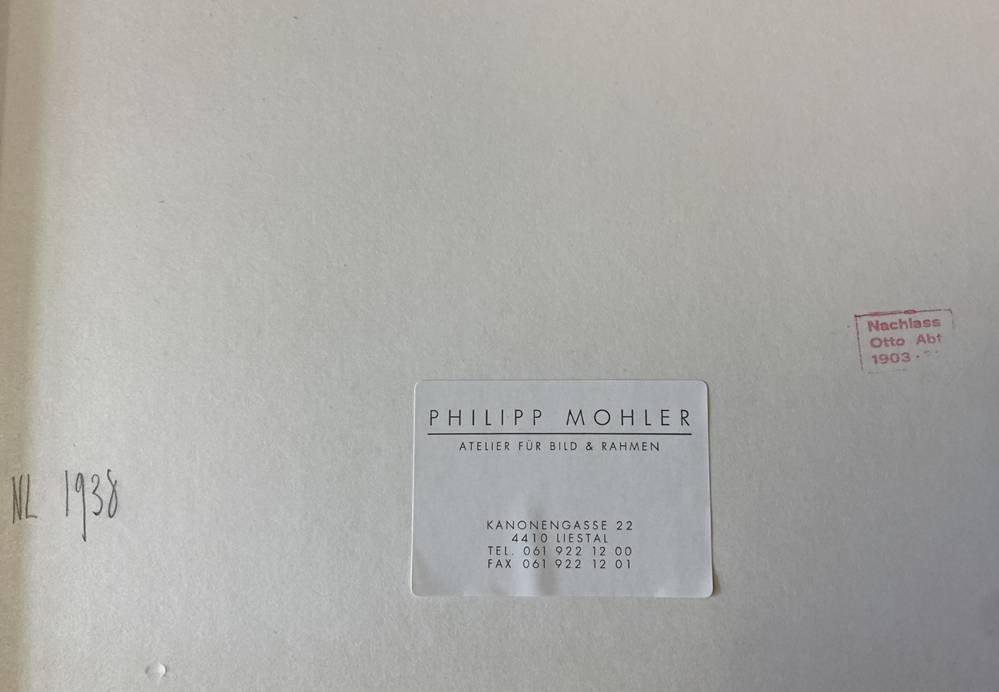 Nachlass
Otto Abt
1903 -
PHILIPP MOHLER
ATELIER FÜR BILD & RAHMEN
KANONENGASSE 22
4410 LIESTAL
TEL. 061 922 12 00
FAX 061 922 12 01
NL 1938